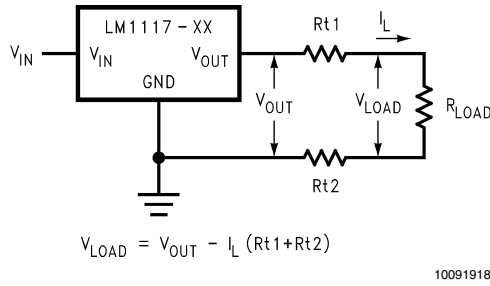 LM1117-XX
Rt1
I_L
V_IN
V_IN
V_OUT
GND
V_OUT
V_LOAD
R_LOAD
Rt2
V_LOAD = V_OUT - I_L (Rt1+Rt2)
10091918